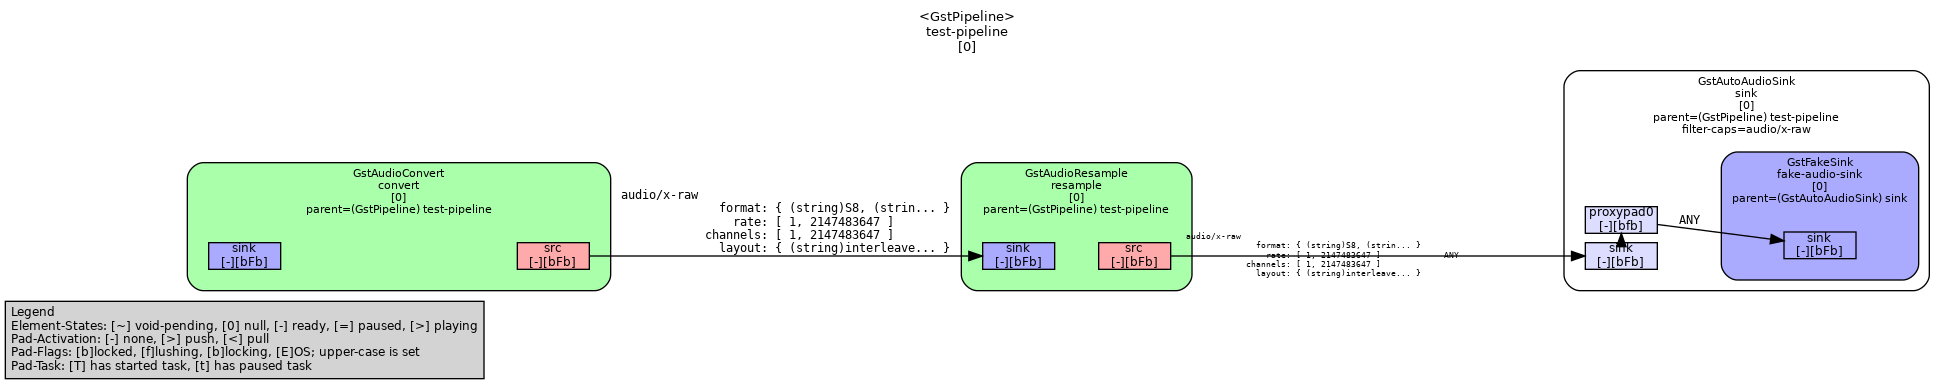 <GstPipeline>
test-pipeline
[0]
GstAudioConvert
convert
[0]
parent=(GstPipeline) test-pipeline
sink
[-][bFb]
src
[-][bFb]
audio/x-raw
format: { (string)S8, (strin... }
rate: [ 1, 2147483647 ]
channels: [ 1, 2147483647 ]
layout: { (string)interleave... }
GstAudioResample
resample
[0]
parent=(GstPipeline) test-pipeline
sink
[-][bFb]
src
[-][bFb]
audio/x-raw
format: { (string)S8, (strin... }
rate: [ 1, 2147483647 ]
channels: [ 1, 2147483647 ]
layout: { (string)interleave... }
ANY
GstAutoAudioSink
sink
[0]
parent=(GstPipeline) test-pipeline
filter-caps=audio/x-raw
proxypad0
[-][bfb]
sink
[-][bFb]
ANY
GstFakeSink
fake-audio-sink
[0]
parent=(GstAutoAudioSink) sink
sink
[-][bFb]
Legend
Element-States: [~] void-pending, [0] null, [-] ready, [=] paused, [>] playing
Pad-Activation: [-] none, [>] push, [<] pull
Pad-Flags: [b]locked, [f]lushing, [b]locking, [E]OS; upper-case is set
Pad-Task: [T] has started task, [t] has paused task